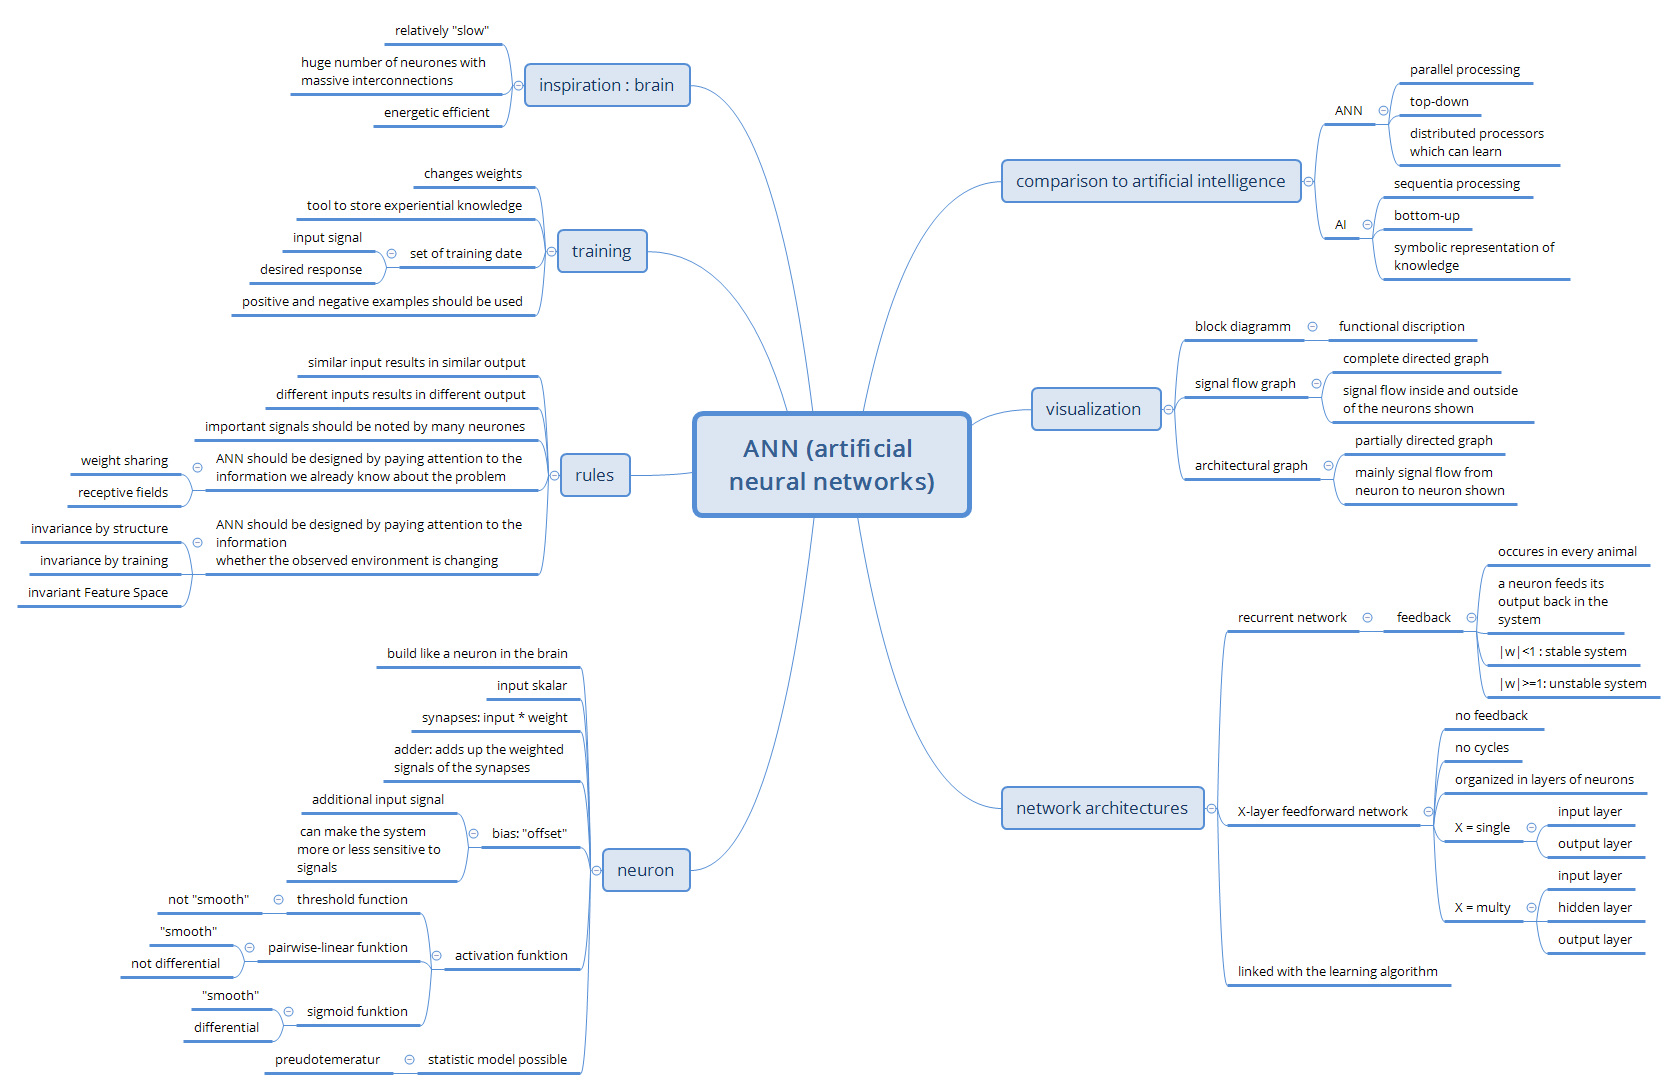 ANN (artificial
neural networks)
inspiration : brain
relatively "slow"
huge number of neurones with
massive interconnections
energetic efficient
training
changes weights
tool to store experiential knowledge
set of training date
input signal
desired response
positive and negative examples should be used
rules
similar input results in similar output
different inputs results in different output
important signals should be noted by many neurones
ANN should be designed by paying attention to the
information we already know about the problem
weight sharing
receptive fields
ANN should be designed by paying attention to the
information
whether the observed environment is changing
invariance by structure
invariance by training
invariant Feature Space
neuron
build like a neuron in the brain
input skalar
synapses: input * weight
adder: adds up the weighted
signals of the synapses
bias: "offset"
additional input signal
can make the system
more or less sensitive to
signals
activation funktion
threshold function
not "smooth"
pairwise-linear funktion
"smooth"
not differential
sigmoid funktion
"smooth"
differential
statistic model possible
preudotemeratur
comparison to artificial intelligence
ANN
parallel processing
top-down
distributed processors
which can learn
AI
sequentia processing
bottom-up
symbolic representation of
knowledge
visualization
block diagramm
functional discription
signal flow graph
complete directed graph
signal flow inside and outside
of the neurons shown
architectural graph
partially directed graph
mainly signal flow from
neuron to neuron shown
network architectures
recurrent network
feedback
occures in every animal
a neuron feeds its
output back in the
system
|w|<1 : stable system
|w|>=1: unstable system
X-layer feedforward network
no feedback
no cycles
organized in layers of neurons
X = single
input layer
output layer
X = multy
input layer
hidden layer
output layer
linked with the learning algorithm